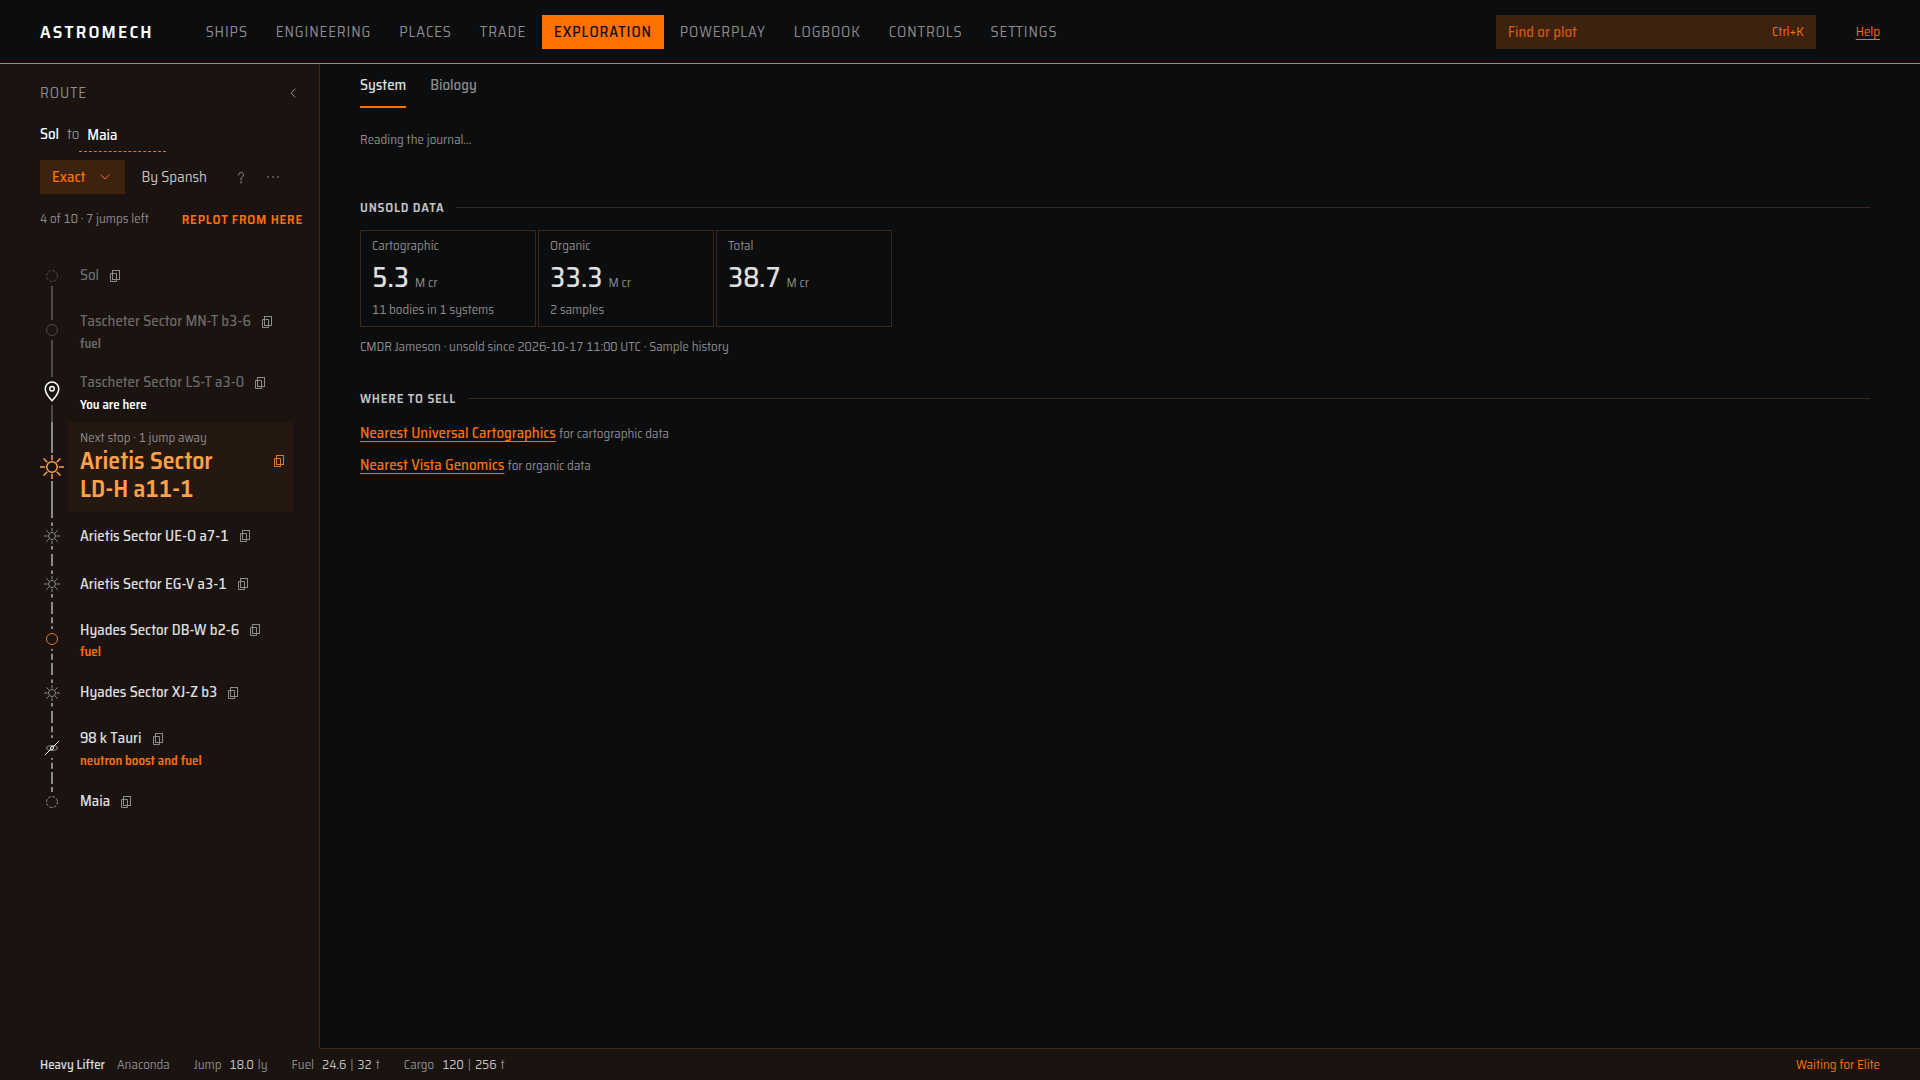 ASTROMECH
SHIPS ENGINEERING PLACES TRADE EXPLORATION POWERPLAY LOGBOOK CONTROLS SETTINGS
Find or plot Ctrl+K
Help
ROUTE
Sol to Maia
Exact By Spansh ? ...
4 of 10 · 7 jumps left REPLOT FROM HERE
Sol
Tascheter Sector MN-T b3-6
fuel
Tascheter Sector LS-T a3-0
You are here
Next stop · 1 jump away
Arietis Sector
LD-H a11-1
Arietis Sector UE-O a7-1
Arietis Sector EG-V a3-1
Hyades Sector DB-W b2-6
fuel
Hyades Sector XJ-Z b3
98 k Tauri
neutron boost and fuel
Maia
System Biology
Reading the journal...
UNSOLD DATA
Cartographic
5.3 M cr
11 bodies in 1 systems
Organic
33.3 M cr
2 samples
Total
38.7 M cr
CMDR Jameson · unsold since 2026-10-17 11:00 UTC · Sample history
WHERE TO SELL
Nearest Universal Cartographics for cartographic data
Nearest Vista Genomics for organic data
Heavy Lifter Anaconda Jump 18.0 ly Fuel 24.6 | 32 t Cargo 120 | 256 t
Waiting for Elite